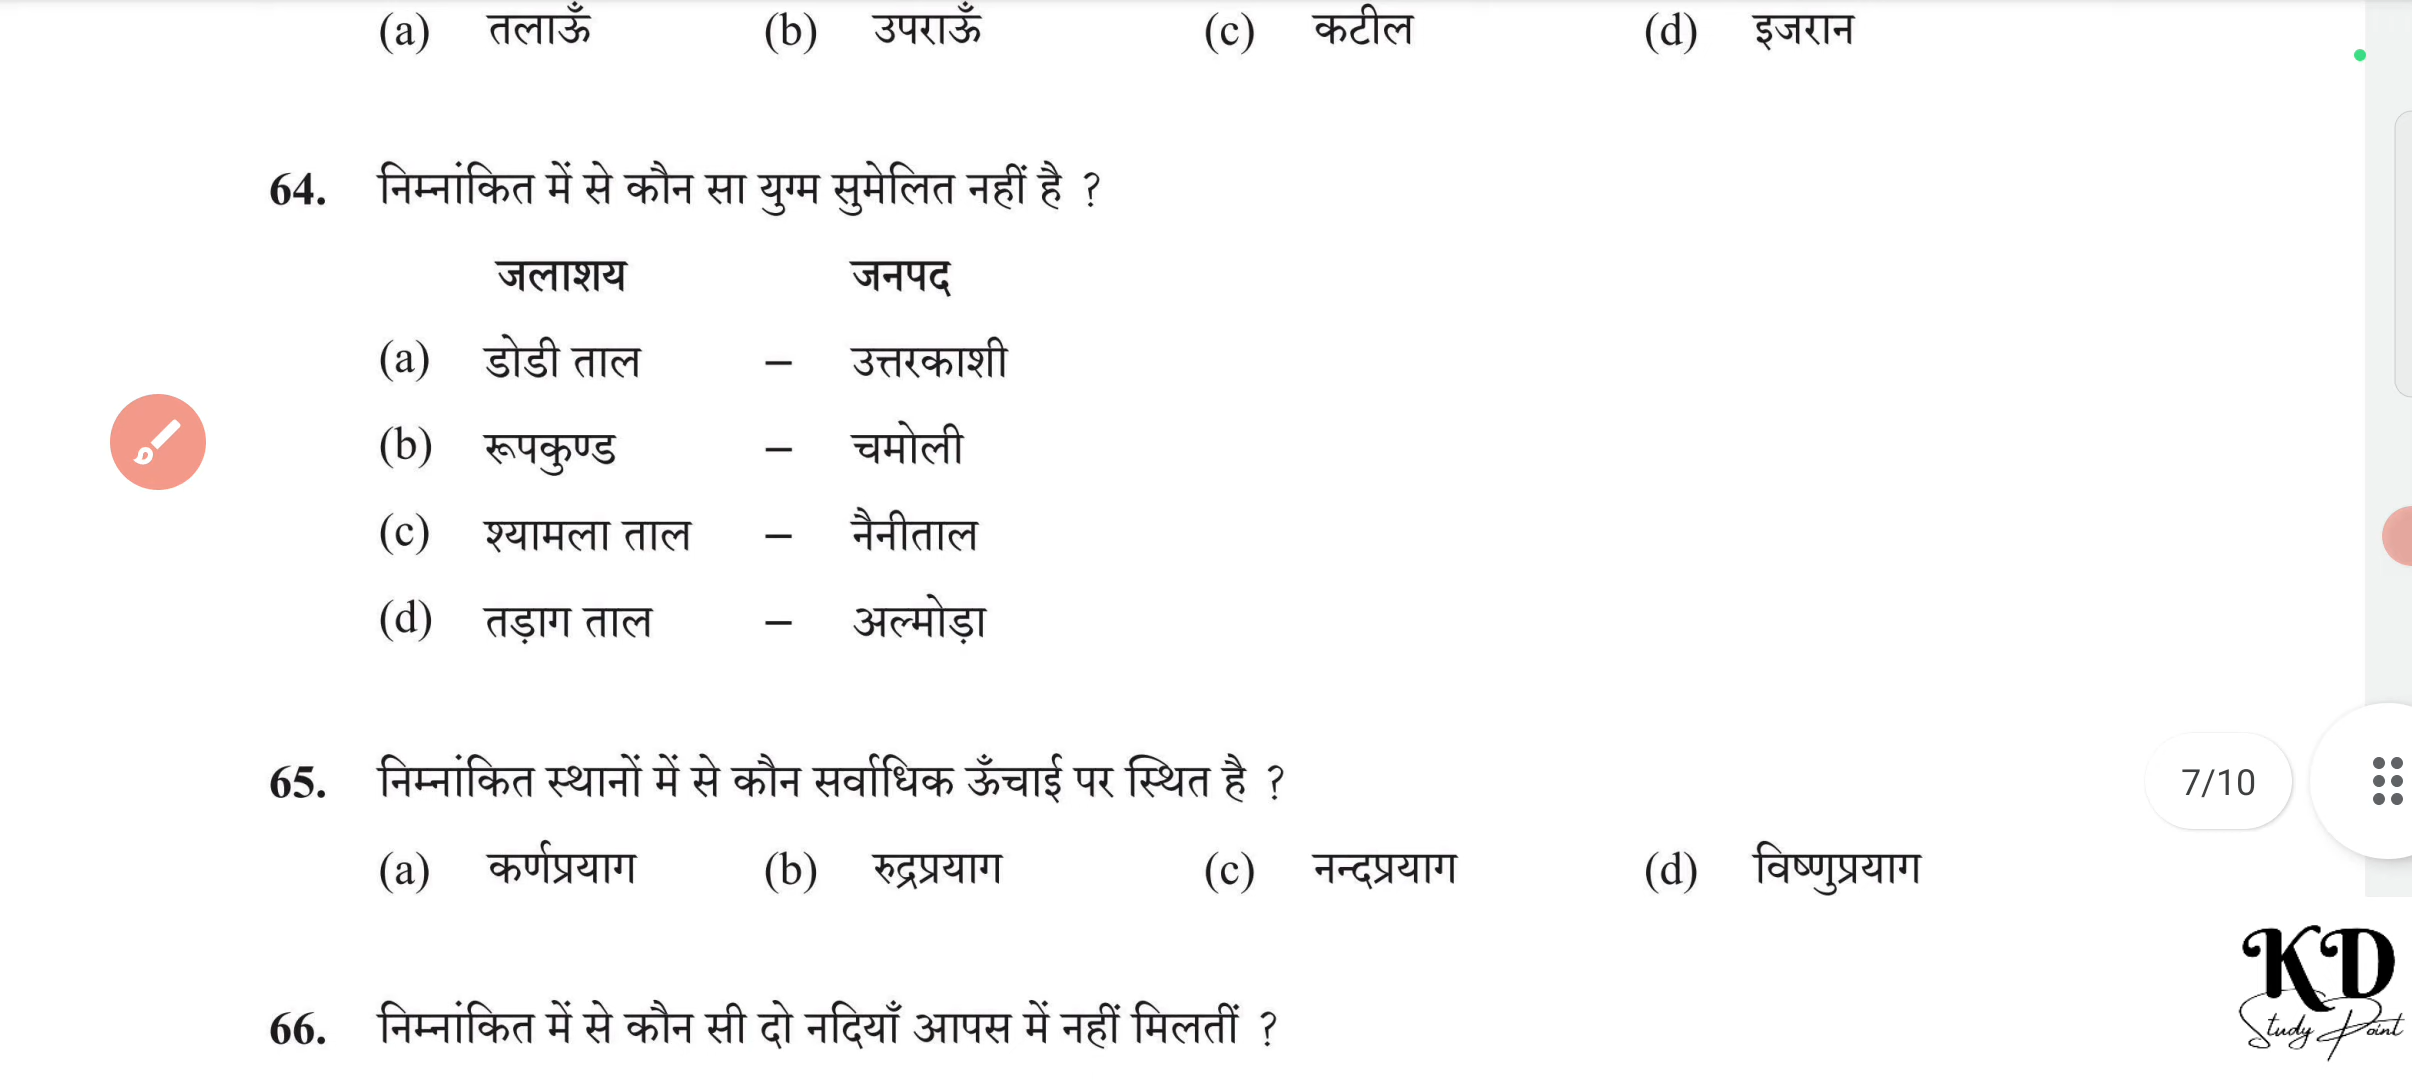 (a) तलाऊँ (b) उपराऊँ (c) कटील (d) इजरान
64. निम्नांकित में से कौन सा युग्म सुमेलित नहीं है ?
जलाशय जनपद
(a) डोडी ताल – उत्तरकाशी
(b) रूपकुण्ड – चमोली
(c) श्यामला ताल – नैनीताल
(d) तड़ाग ताल – अल्मोड़ा
65. निम्नांकित स्थानों में से कौन सर्वाधिक ऊँचाई पर स्थित है ?
7/10
(a) कर्णप्रयाग (b) रुद्रप्रयाग (c) नन्दप्रयाग (d) विष्णुप्रयाग
KD
Study Point
66. निम्नांकित में से कौन सी दो नदियाँ आपस में नहीं मिलतीं ?